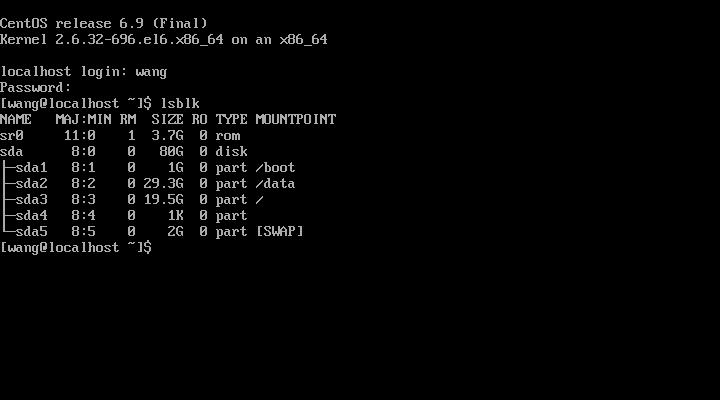 CentOS release 6.9 (Final)
Kernel 2.6.32-696.el6.x86_64 on an x86_64

localhost login: wang
Password:
[wang@localhost ~]$ lsblk
NAME   MAJ:MIN RM  SIZE RO TYPE MOUNTPOINT
sr0     11:0    1  3.7G  0 rom
sda      8:0    0   80G  0 disk
├─sda1   8:1    0    1G  0 part /boot
├─sda2   8:2    0 29.3G  0 part /data
├─sda3   8:3    0 19.5G  0 part /
├─sda4   8:4    0    1K  0 part
└─sda5   8:5    0    2G  0 part [SWAP]
[wang@localhost ~]$